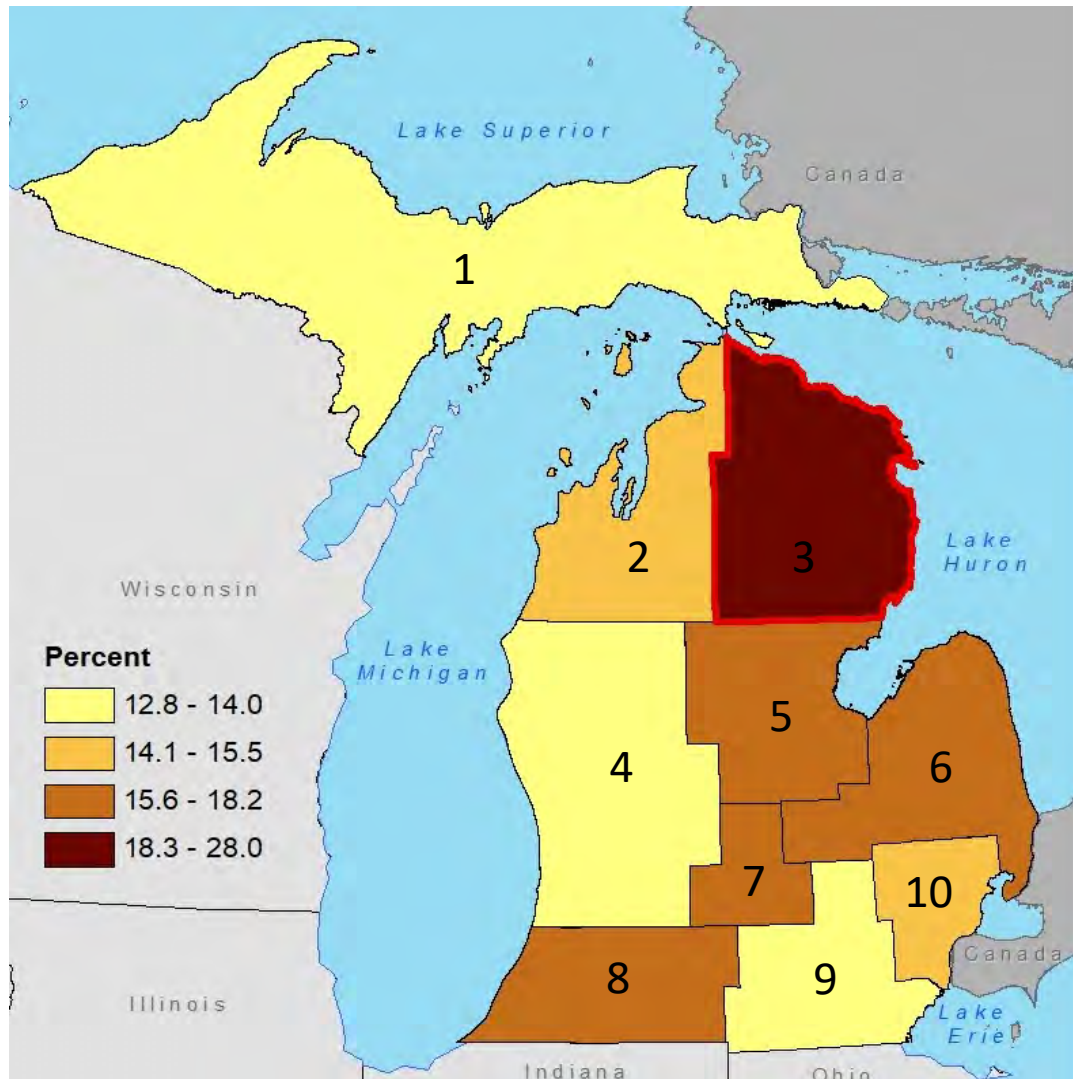 Lake Superior
Canada
1
2
3
Lake
Huron
Wisconsin
Lake
Michigan
Percent
12.8 - 14.0
14.1 - 15.5
15.6 - 18.2
18.3 - 28.0
4
5
6
7
10
8
9
Canada
Illinois
Lake
Erie
Indiana
Ohio